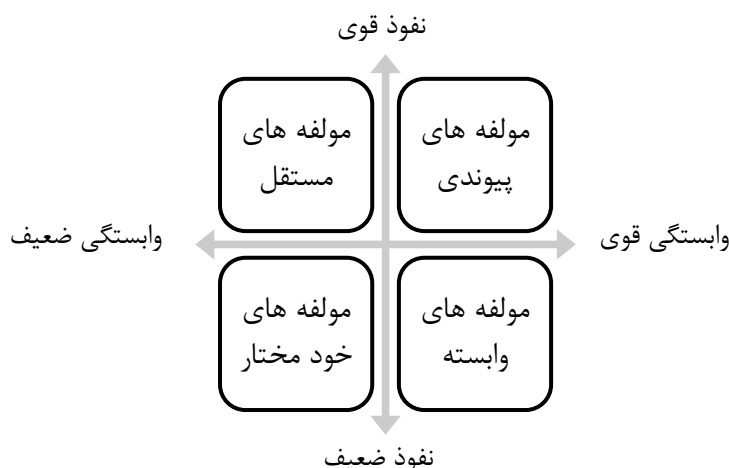 نفوذ قوی
مولفه های
پیوندی
مولفه های
مستقل
وابستگی قوی
وابستگی ضعیف
مولفه های
وابسته
مولفه های
خود مختار
نفوذ ضعیف